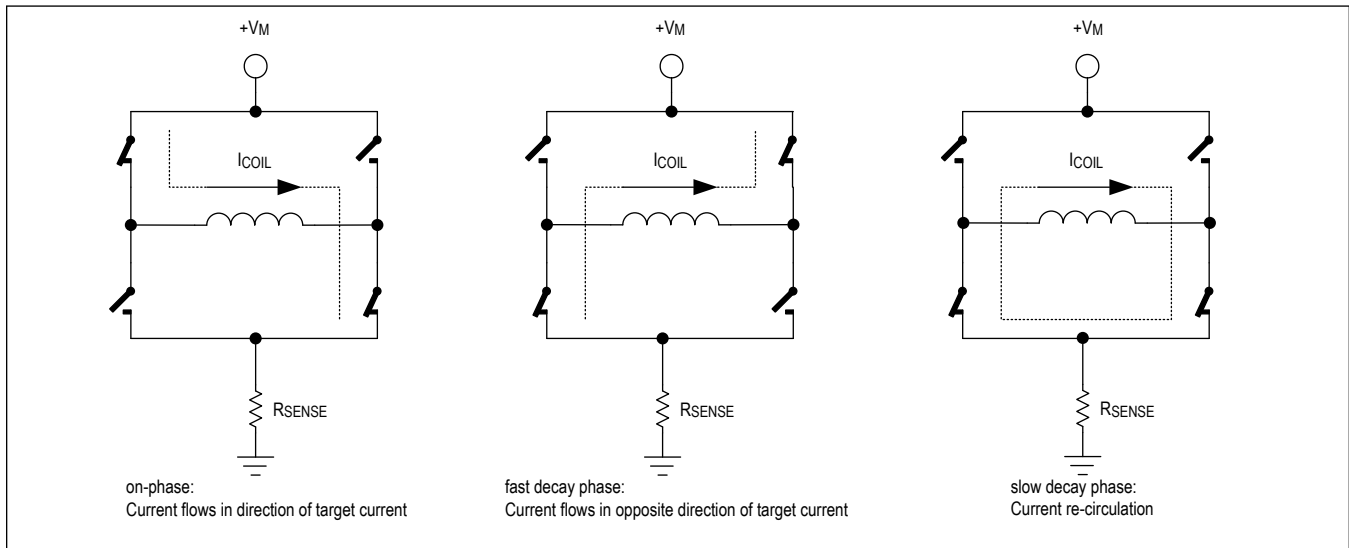 +VM
ICOIL
RSENSE
on-phase:
Current flows in direction of target current
+VM
ICOIL
RSENSE
fast decay phase:
Current flows in opposite direction of target current
+VM
ICOIL
RSENSE
slow decay phase:
Current re-circulation